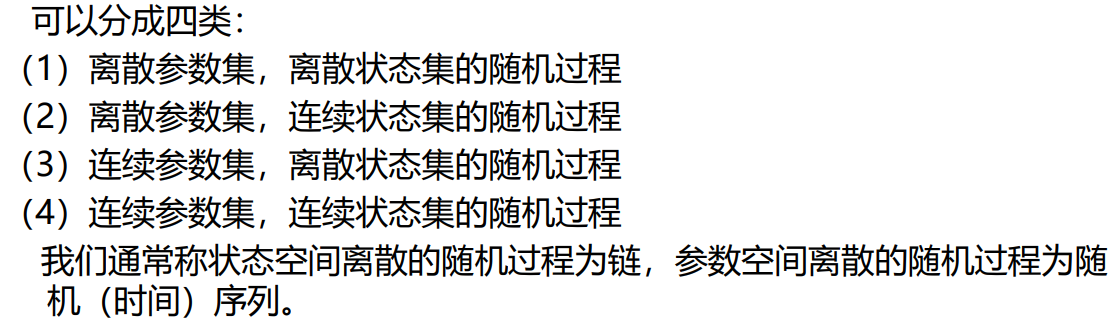 可以分成四类：
（1）离散参数集，离散状态集的随机过程
（2）离散参数集，连续状态集的随机过程
（3）连续参数集，离散状态集的随机过程
（4）连续参数集，连续状态集的随机过程
我们通常称状态空间离散的随机过程为链，参数空间离散的随机过程为随
机（时间）序列。